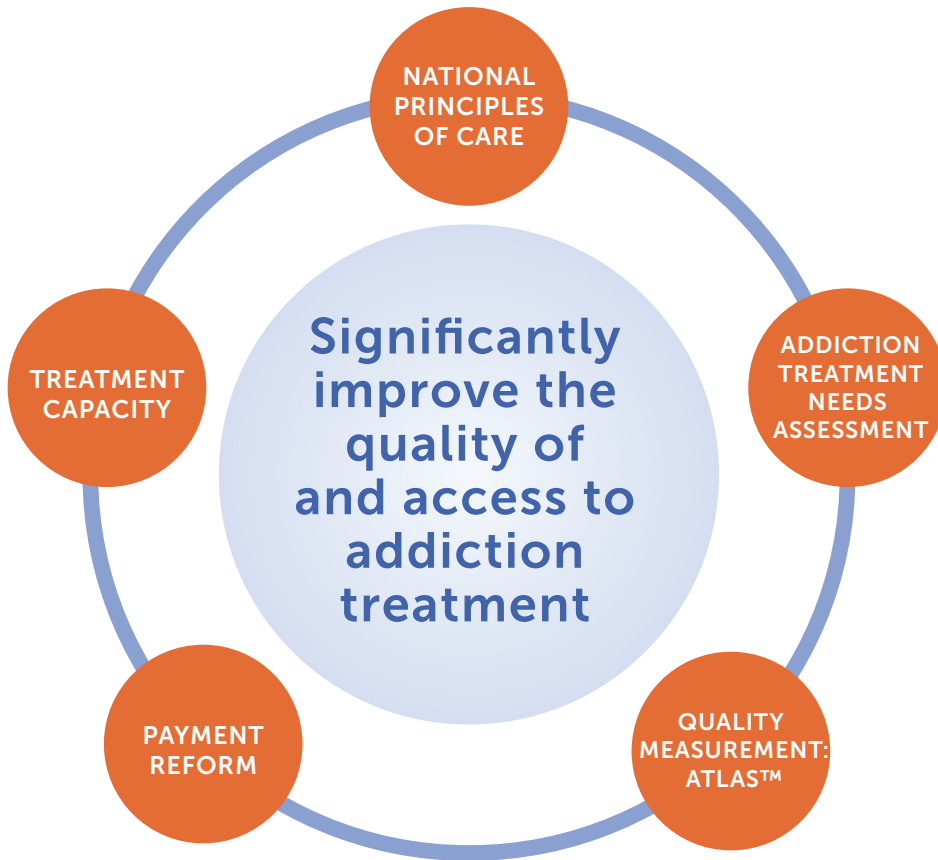 NATIONAL
PRINCIPLES
OF CARE
ADDICTION
TREATMENT
NEEDS
ASSESSMENT
QUALITY
MEASUREMENT:
ATLAS™
PAYMENT
REFORM
TREATMENT
CAPACITY
Significantly
improve the
quality of
and access to
addiction
treatment